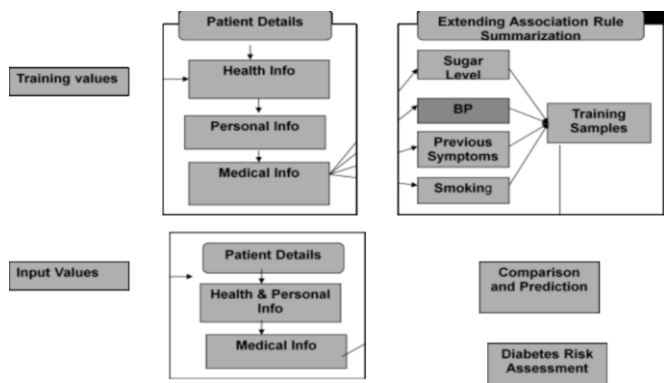 Patient Details
Extending Association Rule
Summarization
Training values
Health Info
Personal Info
Medical Info
Sugar
Level
BP
Previous
Symptoms
Smoking
Training
Samples
Input Values
Patient Details
Health & Personal
Info
Medical Info
Comparison
and Prediction
Diabetes Risk
Assessment